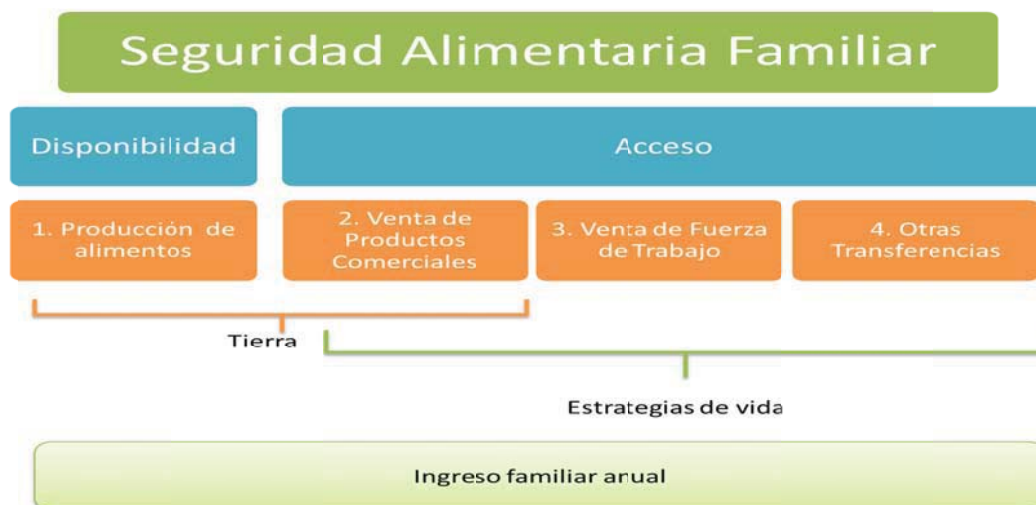 Seguridad Alimentaria Familiar
Disponibilidad
Acceso
1. Producción de
alimentos
2. Venta de
Productos
Comerciales
3. Venta de Fuerza
de Trabajo
4. Otras
Transferencias
Tierra
Estrategias de vida
Ingreso familiar anual